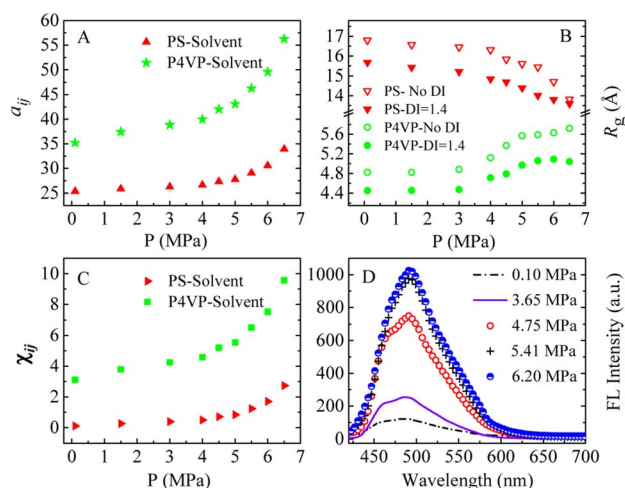 A
PS-Solvent
P4VP-Solvent
60
55
50
45
40
35
30
25
a_ij
0 1 2 3 4 5 6 7
P (MPa)
B
17
16
15
14
5.6
4.8
4.0
R_g (Å)
PS- No DI
PS-DI=1.4
P4VP-No DI
P4VP-DI=1.4
0 1 2 3 4 5 6 7
P (MPa)
C
PS-Solvent
P4VP-Solvent
10
8
6
4
2
0
χ_ij
0 1 2 3 4 5 6 7
P (MPa)
D
1000
800
600
400
200
0
0.10 MPa
3.65 MPa
4.75 MPa
5.41 MPa
6.20 MPa
FL Intensity (a.u.)
450 500 550 600 650 700
Wavelength (nm)